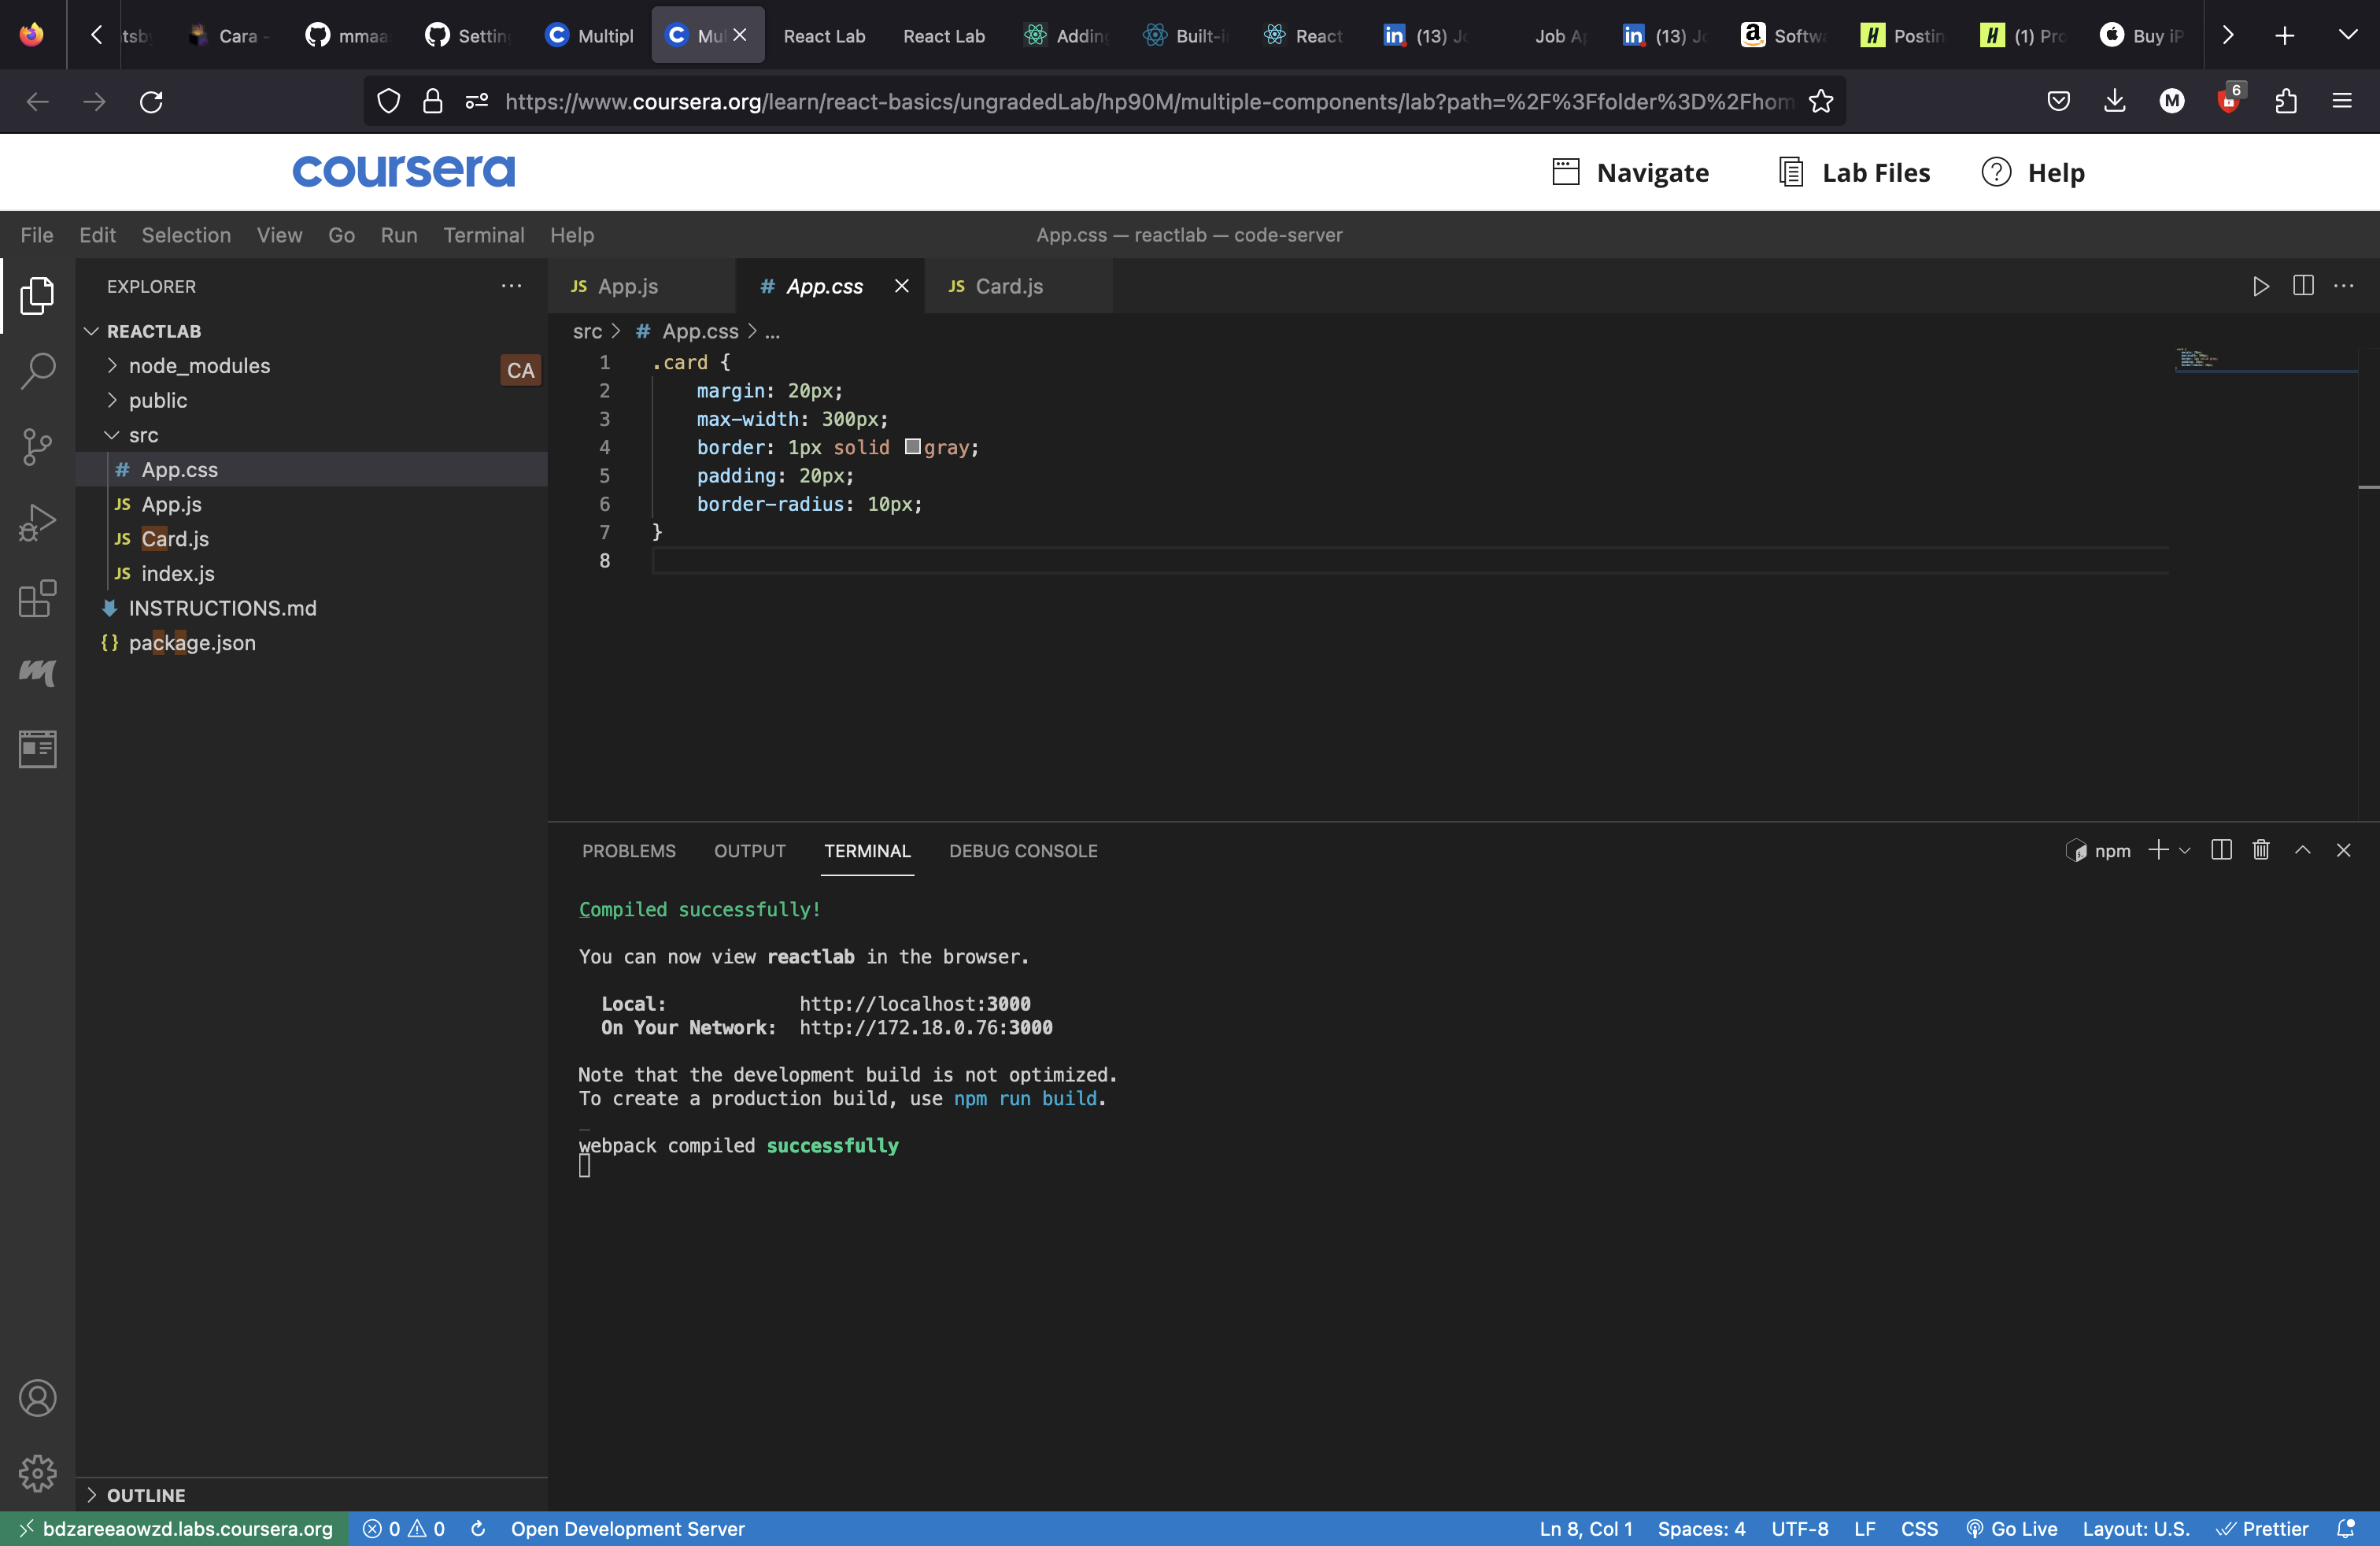 Cara -
mmaa
Settin
Multipl
Mul
React Lab
React Lab
Adding
Built-i
React
(13) Jo
Job Ap
(13) Jo
Softwa
Postin
(1) Pro
Buy iP
https://www.coursera.org/learn/react-basics/ungradedLab/hp90M/multiple-components/lab?path=%2F%3Ffolder%3D%2Fhom
6
coursera
Navigate
Lab Files
Help
File Edit Selection View Go Run Terminal Help
App.css — reactlab — code-server
EXPLORER
REACTLAB
node_modules
CA
public
src
# App.css
JS App.js
JS Card.js
JS index.js
INSTRUCTIONS.md
{} package.json
OUTLINE
JS App.js
# App.css
JS Card.js
src > # App.css > ...
1 .card {
2 margin: 20px;
3 max-width: 300px;
4 border: 1px solid gray;
5 padding: 20px;
6 border-radius: 10px;
7 }
8
PROBLEMS OUTPUT TERMINAL DEBUG CONSOLE
npm
Compiled successfully!
You can now view reactlab in the browser.
Local: http://localhost:3000
On Your Network: http://172.18.0.76:3000
Note that the development build is not optimized.
To create a production build, use npm run build.
webpack compiled successfully
bdzareeaowzd.labs.coursera.org
0 0
Open Development Server
Ln 8, Col 1
Spaces: 4
UTF-8
LF
CSS
Go Live
Layout: U.S.
Prettier